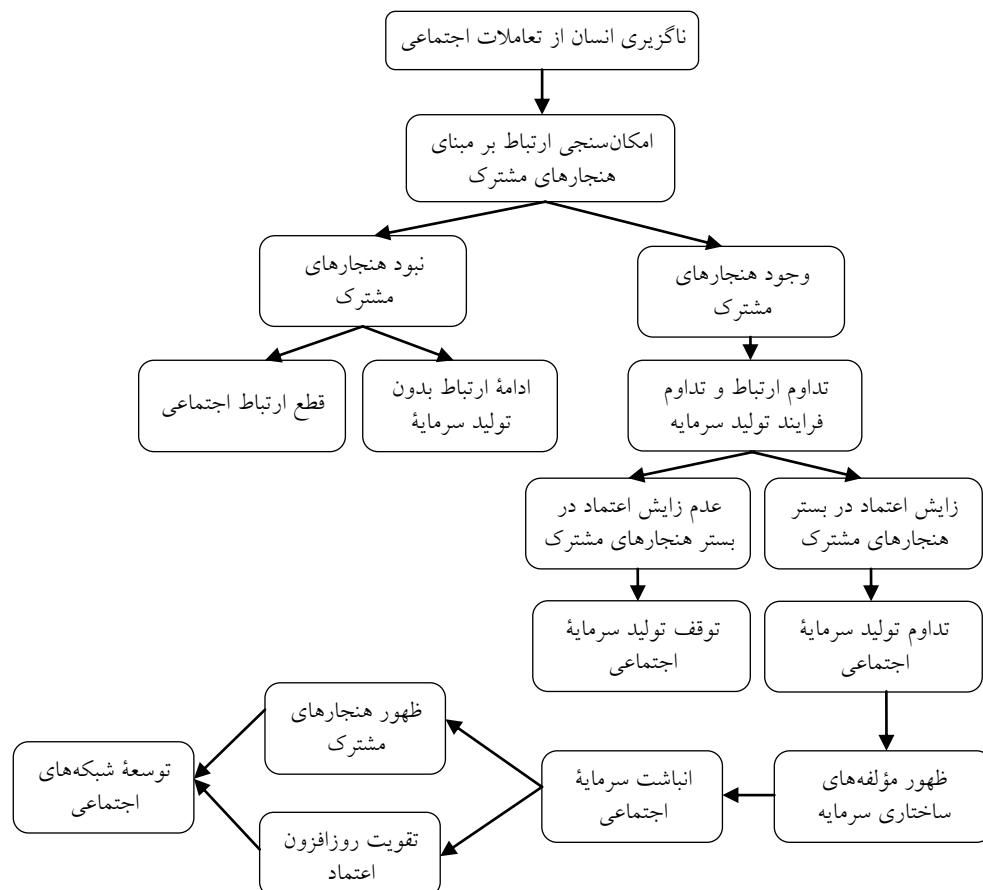 ناگزیری انسان از تعاملات اجتماعی
امکان‌سنجی ارتباط بر مبنای
هنجارهای مشترک
وجود هنجارهای
مشترک
نبود هنجارهای
مشترک
تداوم ارتباط و تداوم
فرایند تولید سرمایه
ادامهٔ ارتباط بدون
تولید سرمایهٔ
قطع ارتباط اجتماعی
زایش اعتماد در بستر
هنجارهای مشترک
عدم زایش اعتماد در
بستر هنجارهای مشترک
تداوم تولید سرمایهٔ
اجتماعی
توقف تولید سرمایهٔ
اجتماعی
ظهور مؤلفه‌های
ساختاری سرمایه
انباشت سرمایهٔ
اجتماعی
ظهور هنجارهای
مشترک
تقویت روزافزون
اعتماد
توسعهٔ شبکه‌های
اجتماعی